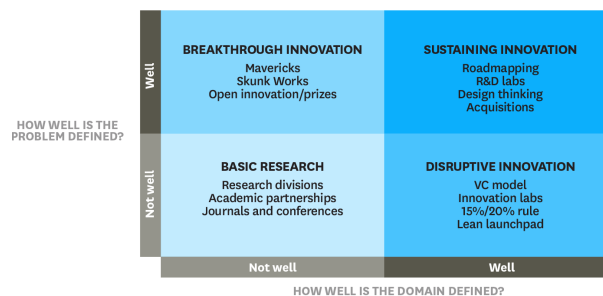 HOW WELL IS THE
PROBLEM DEFINED?
Well
BREAKTHROUGH INNOVATION
Mavericks
Skunk Works
Open innovation/prizes
SUSTAINING INNOVATION
Roadmapping
R&D labs
Design thinking
Acquisitions
Not well
BASIC RESEARCH
Research divisions
Academic partnerships
Journals and conferences
DISRUPTIVE INNOVATION
VC model
Innovation labs
15%/20% rule
Lean launchpad
Not well
Well
HOW WELL IS THE DOMAIN DEFINED?